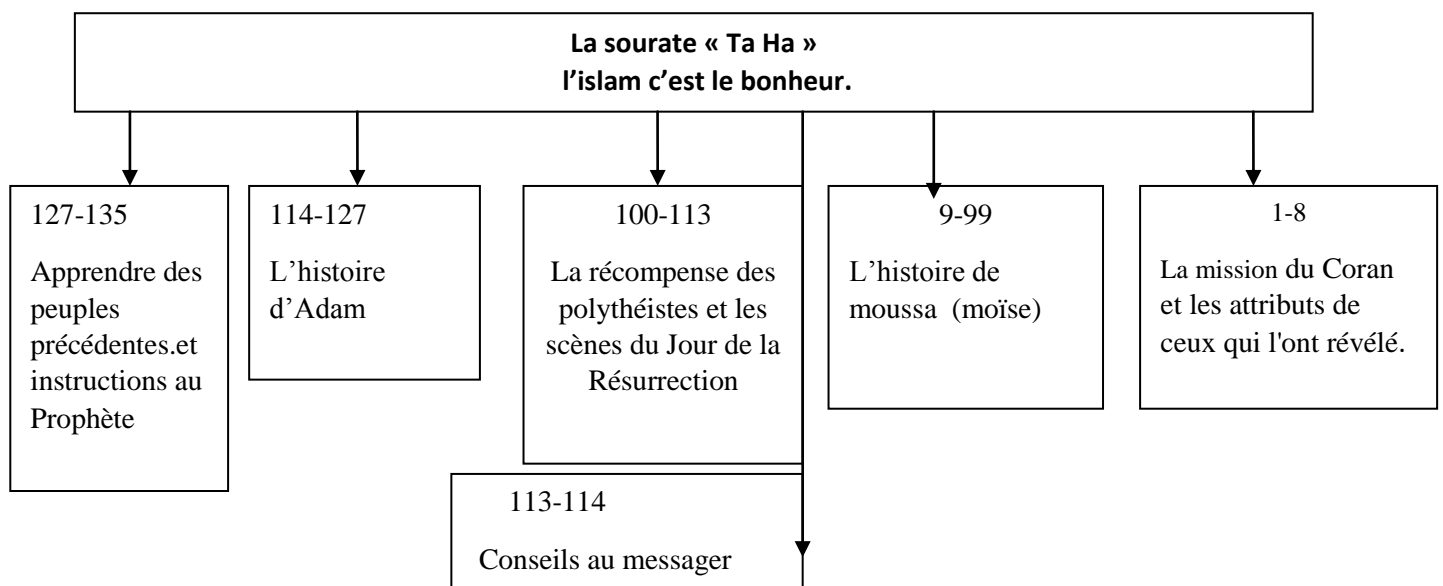 La sourate « Ta Ha »
l’islam c’est le bonheur.
127-135
Apprendre des
peuples
précédentes.et
instructions au
Prophète
114-127
L’histoire
d’Adam
100-113
La récompense des
polythéistes et les
scènes du Jour de la
Résurrection
9-99
L’histoire de
moussa (moïse)
1-8
La mission du Coran
et les attributs de
ceux qui l'ont révélé.
113-114
Conseils au messager